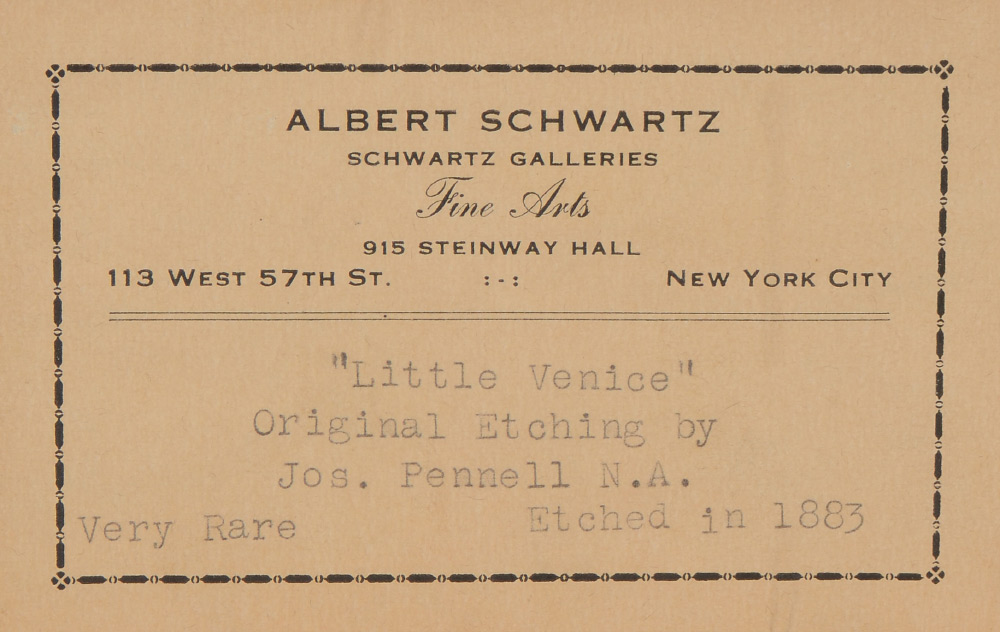 ALBERT SCHWARTZ
SCHWARTZ GALLERIES
Fine Arts
915 STEINWAY HALL
113 WEST 57TH ST. :-: NEW YORK CITY
"Little Venice"
Original Etching by
Jos. Pennell N.A.
Very Rare Etched in 1883